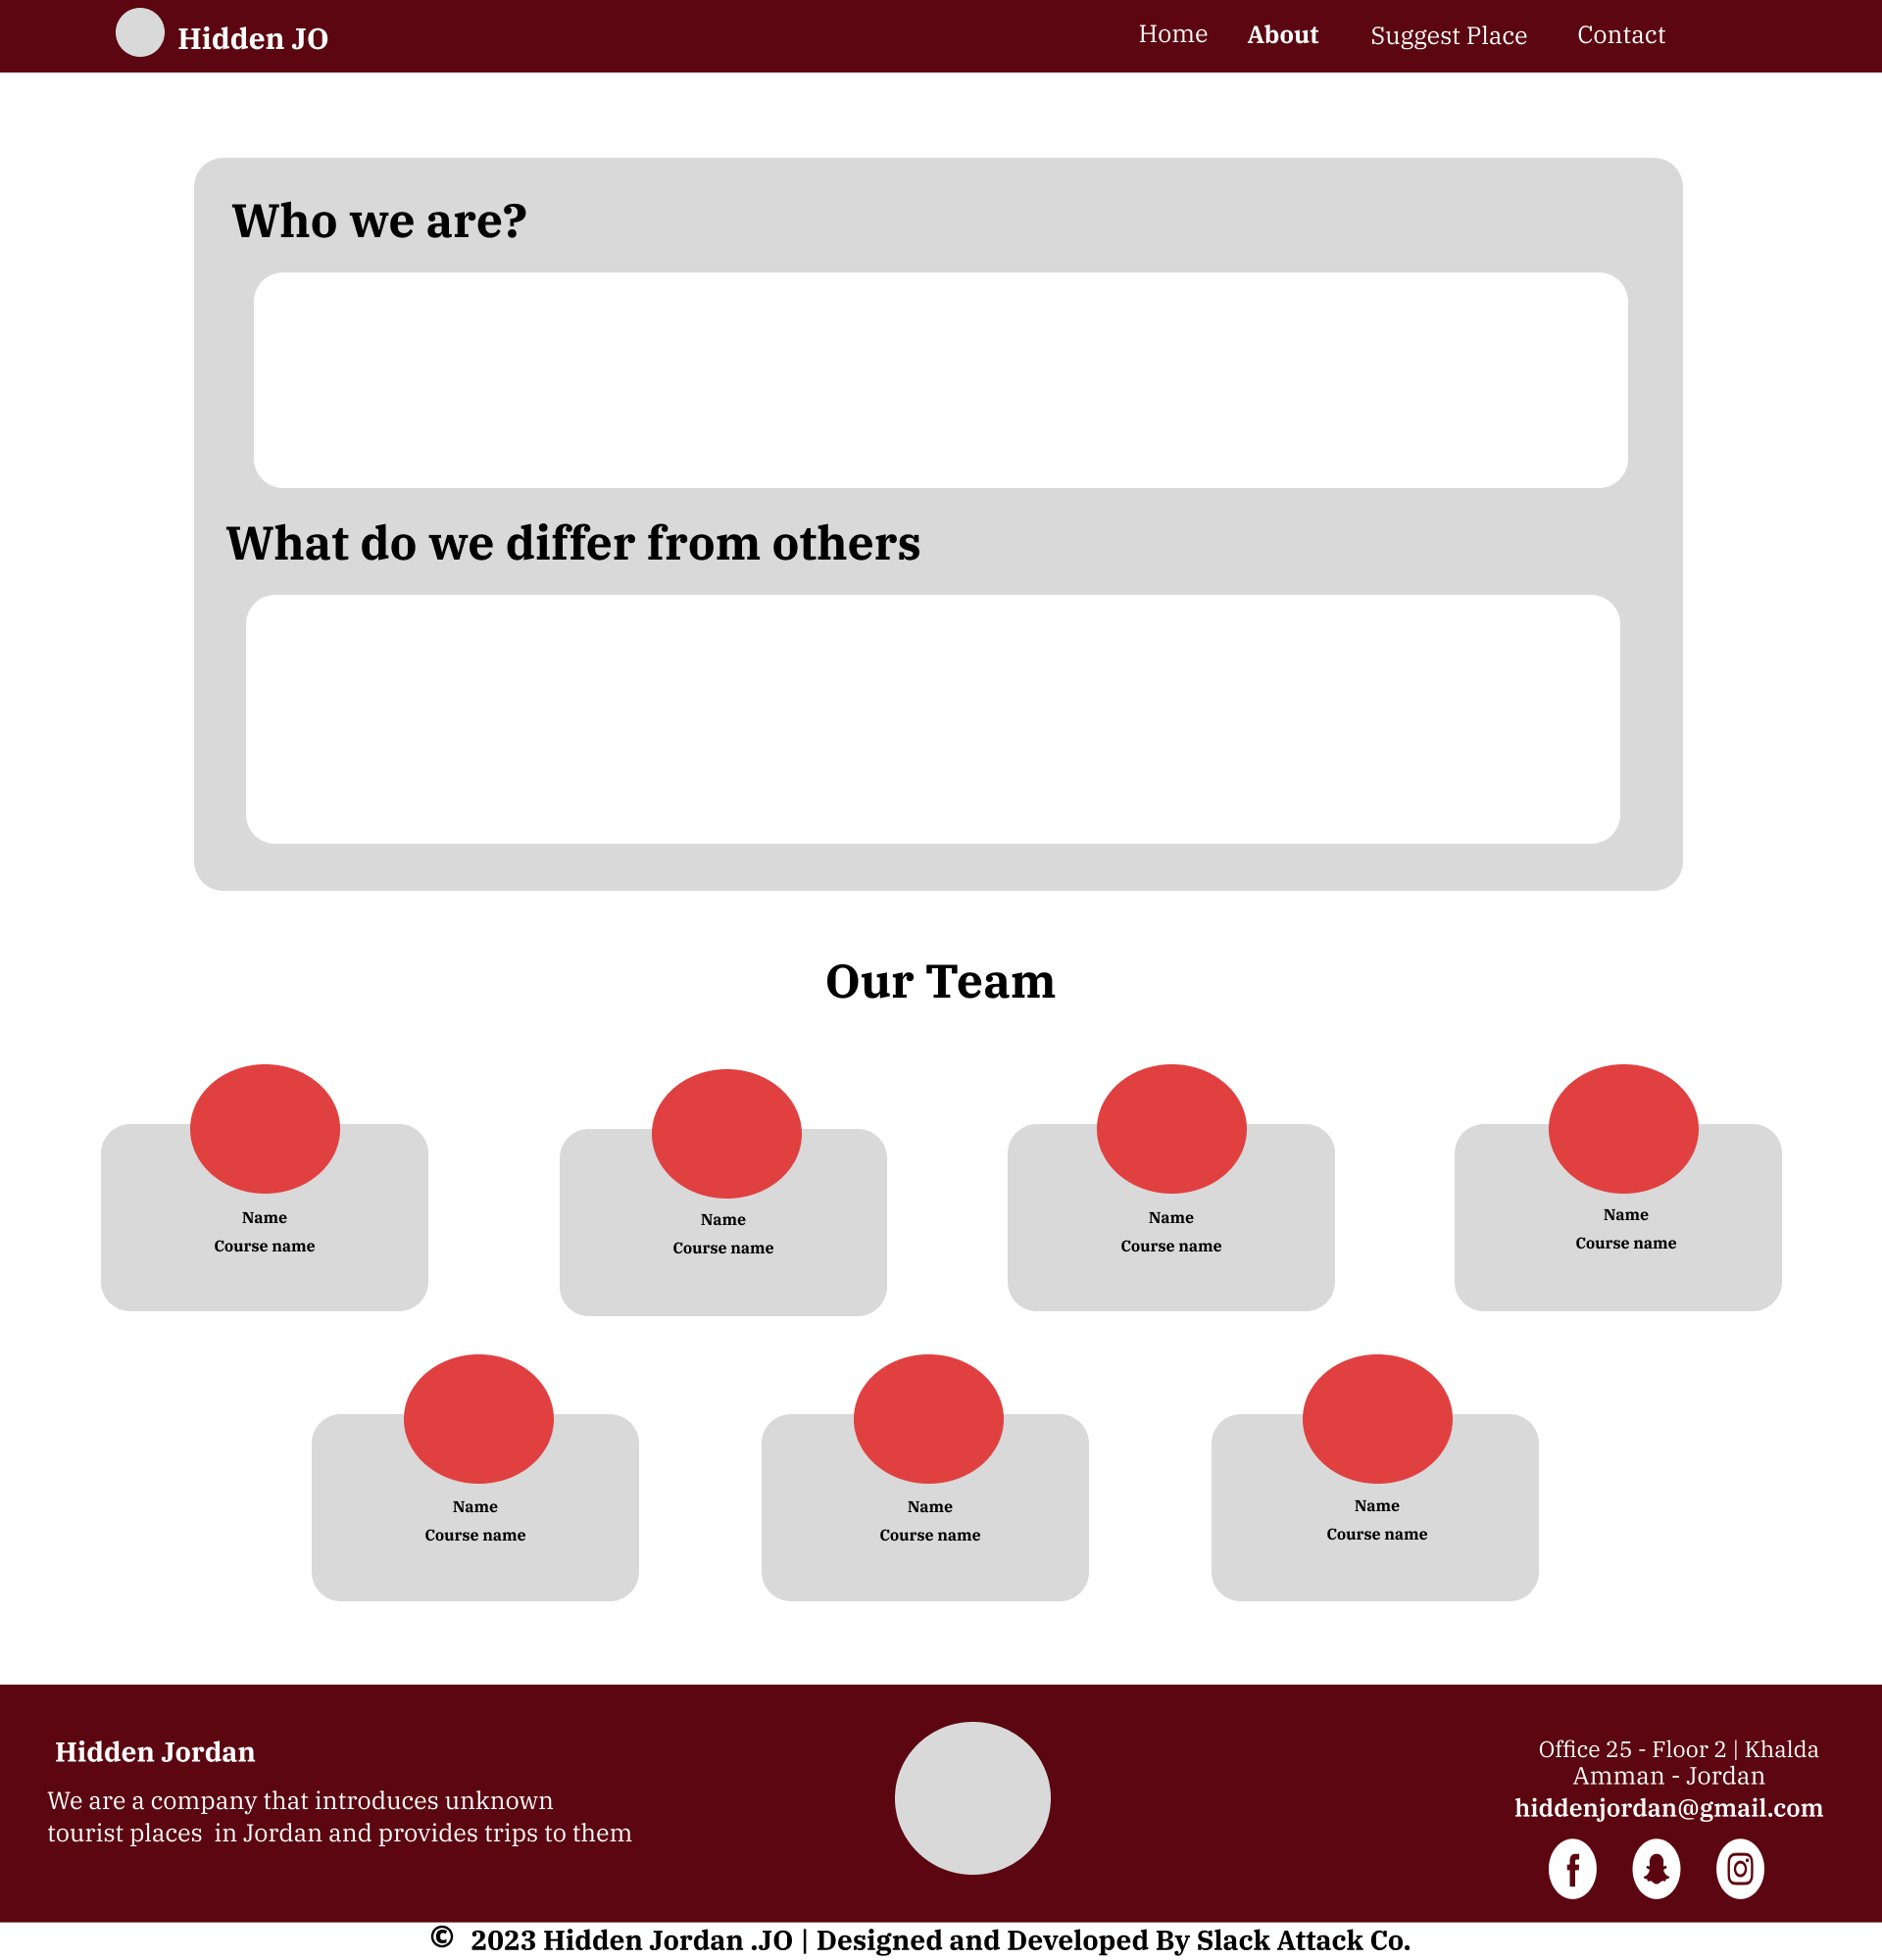 Hidden JO
Home About Suggest Place Contact
Who we are?
What do we differ from others
Our Team
Name
Course name
Name
Course name
Name
Course name
Name
Course name
Name
Course name
Name
Course name
Name
Course name
Hidden Jordan
We are a company that introduces unknown
tourist places in Jordan and provides trips to them
Office 25 - Floor 2 | Khalda
Amman - Jordan
hiddenjordan@gmail.com
© 2023 Hidden Jordan .JO | Designed and Developed By Slack Attack Co.